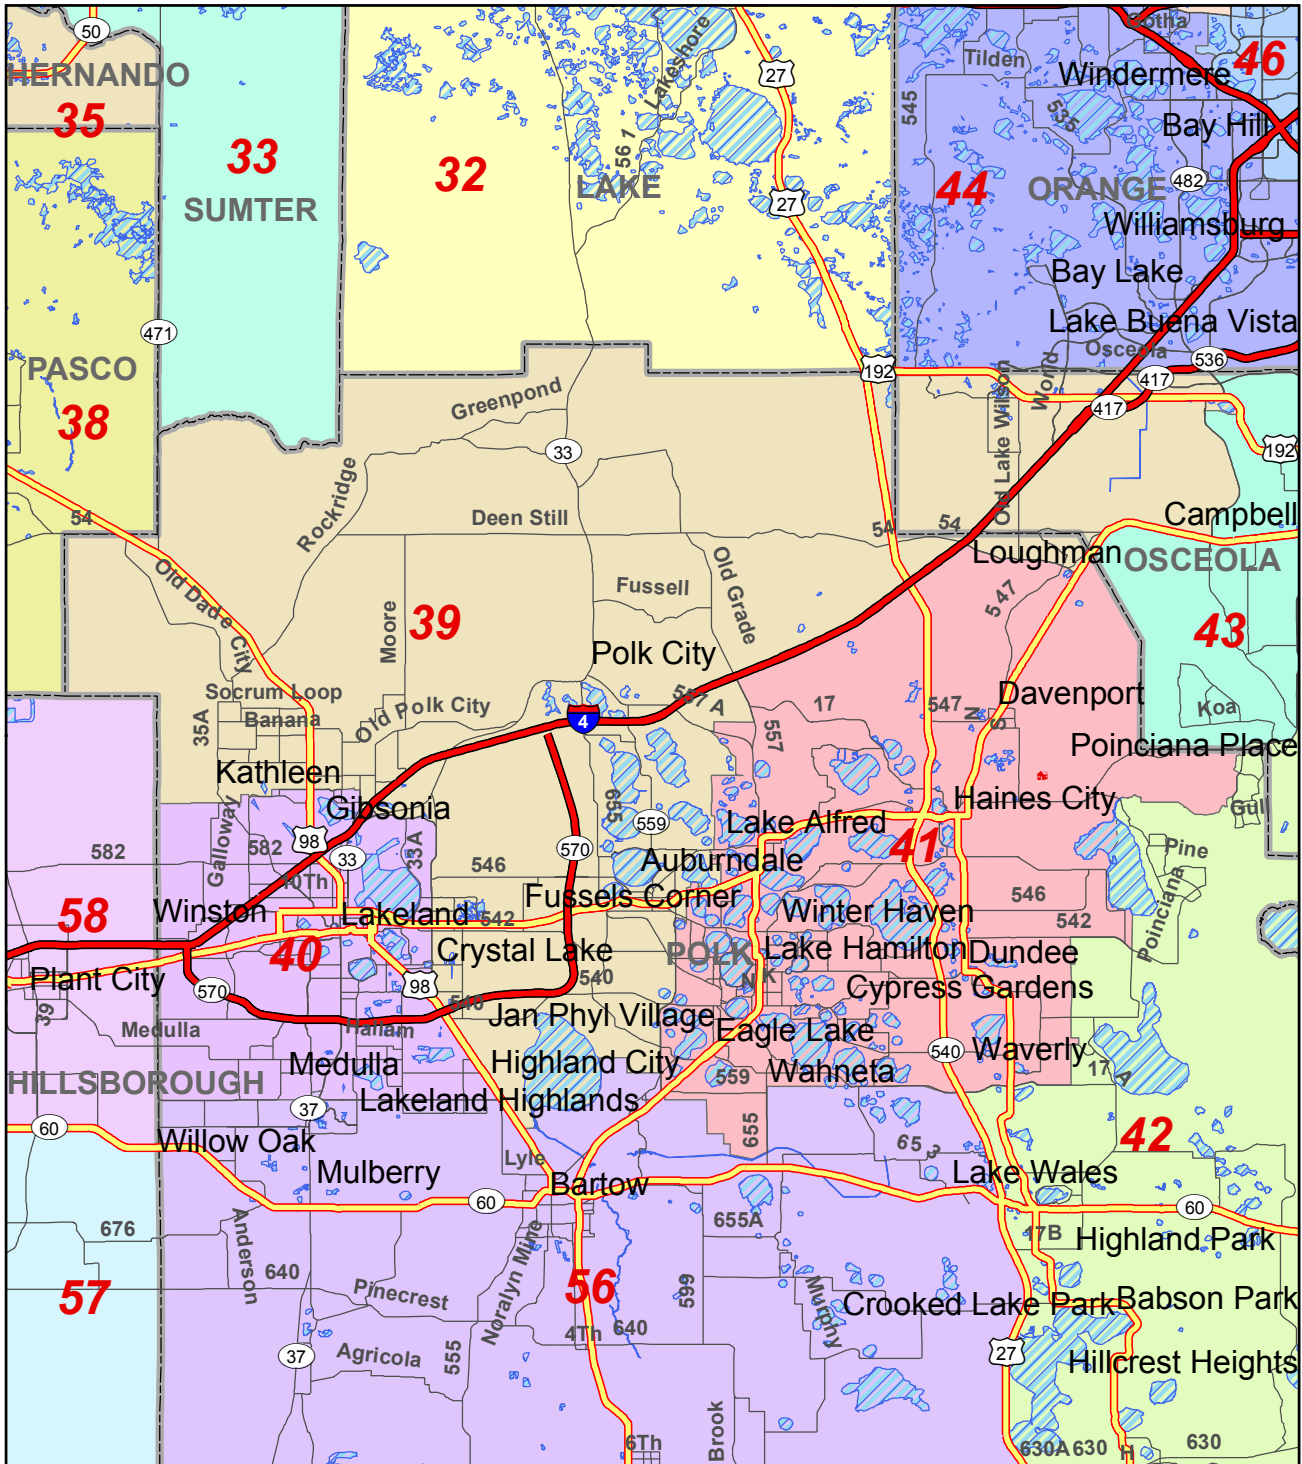 50
HERNANDO
35
33
SUMTER
32
LAKE
Lakeshore
561
27
27
545
Tilden
Gotha
46
Windermere
535
Bay Hill
44
ORANGE
482
Williamsburg
Bay Lake
Lake Buena Vista
Osceola
536
471
PASCO
38
192
417
417
World
Old Lake Wilson
192
Greenpond
33
Rockridge
Deen Still
54
54
54
Campbell
Loughman
OSCEOLA
43
Old Dade City
Moore
39
Fussell
Old Grade
547
Polk City
Socrum Loop
Banana
35A
Old Polk City
557A
4
17
557
547
N
S
Davenport
Koa
Poinciana Place
Kathleen
Gibsonia
Galloway
655
559
Haines City
Gul
Lake Alfred
41
582
582
98
33
33A
570
10Th
546
Auburndale
Fussels Corner
Pine
Poinciana
546
542
58
Winston
Lakeland
542
Winter Haven
40
Crystal Lake
POLK
Lake Hamilton
Dundee
Plant City
570
98
540
540
N
K
Cypress Gardens
39
Medulla
Hallam
Jan Phyl Village
Eagle Lake
540
Waverly
HILLSBOROUGH
Medulla
Highland City
559
Wahneta
17 A
37
Lakeland Highlands
60
Willow Oak
655
653
42
Lyle
Mulberry
Bartow
Lake Wales
60
60
676
Anderson
655A
17B
Highland Park
57
640
Pinecrest
Noralyn Mine
56
599
Murphy
Crooked Lake Park
Babson Park
37
Agricola
555
4Th
640
27
Hillcrest Heights
6Th
Brook
630A
630
H
630